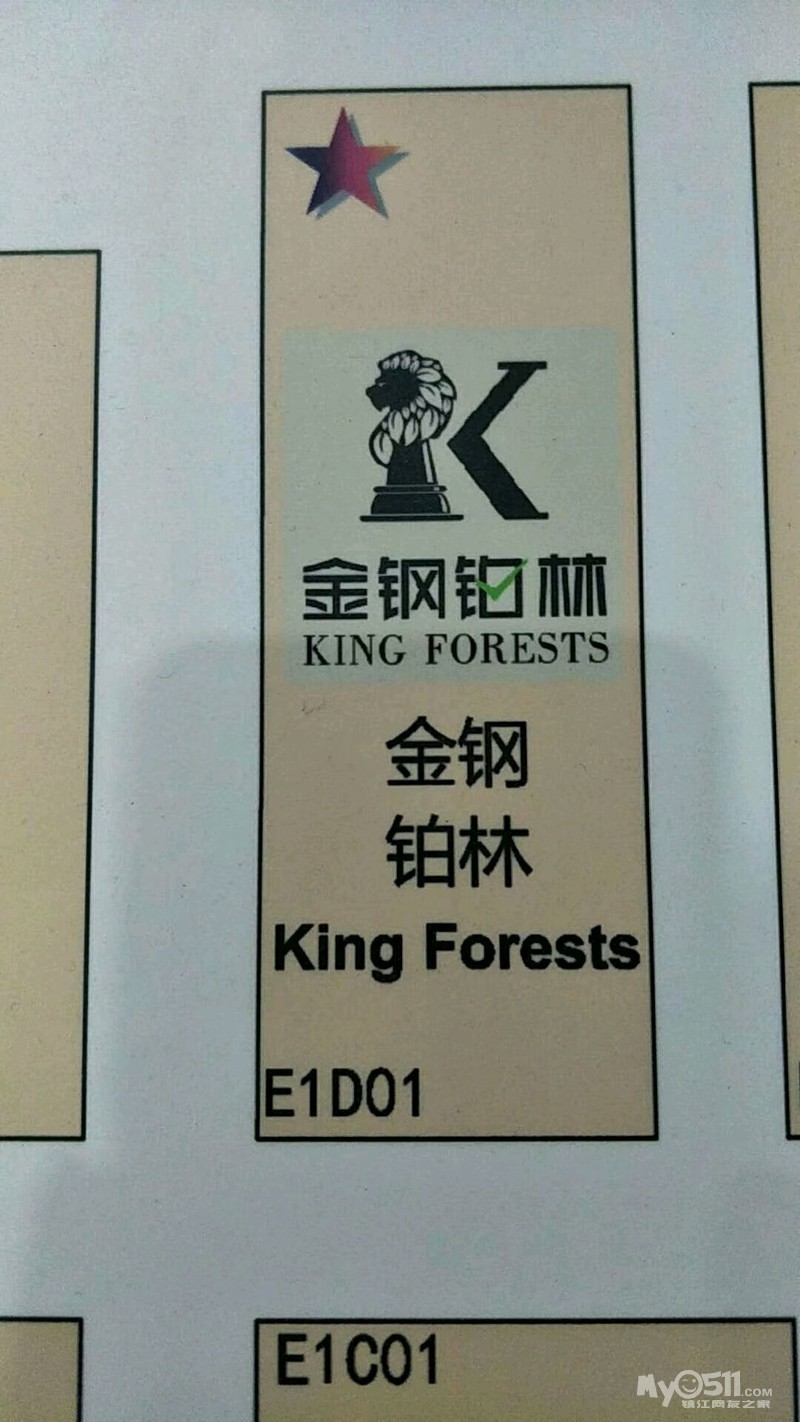 K
金钢铂林
KING FORESTS
金钢
铂林
King Forests
E1D01
E1C01
My0511.COM
镇江网友之家